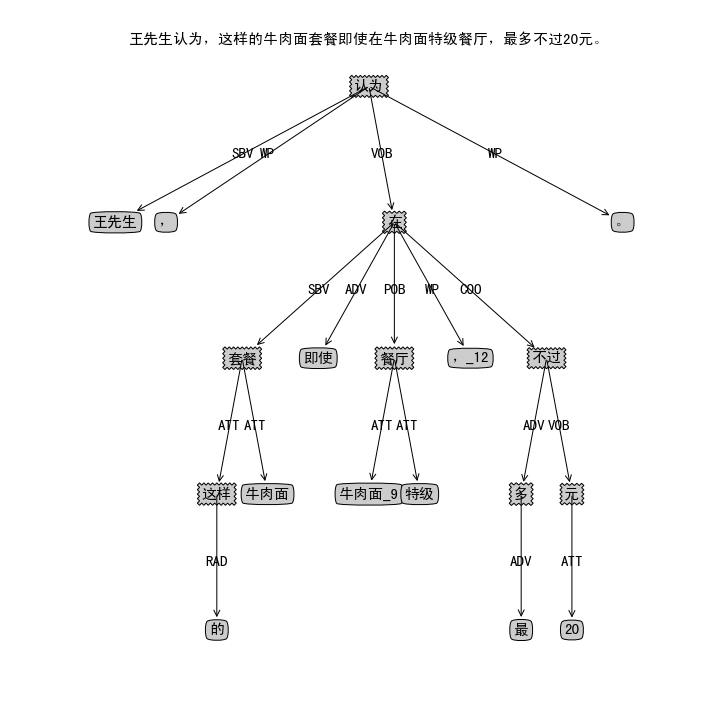 王先生认为，这样的牛肉面套餐即使在牛肉面特级餐厅，最多不过20元。
认为
SBV WP VOB WP
王先生 ， 在 。
SBV ADV POB WP COO
套餐 即使 餐厅 ，_12 不过
ATT ATT ATT ATT ADV VOB
这样 牛肉面 牛肉面_9 特级 多 元
RAD ADV ATT
的 最 20